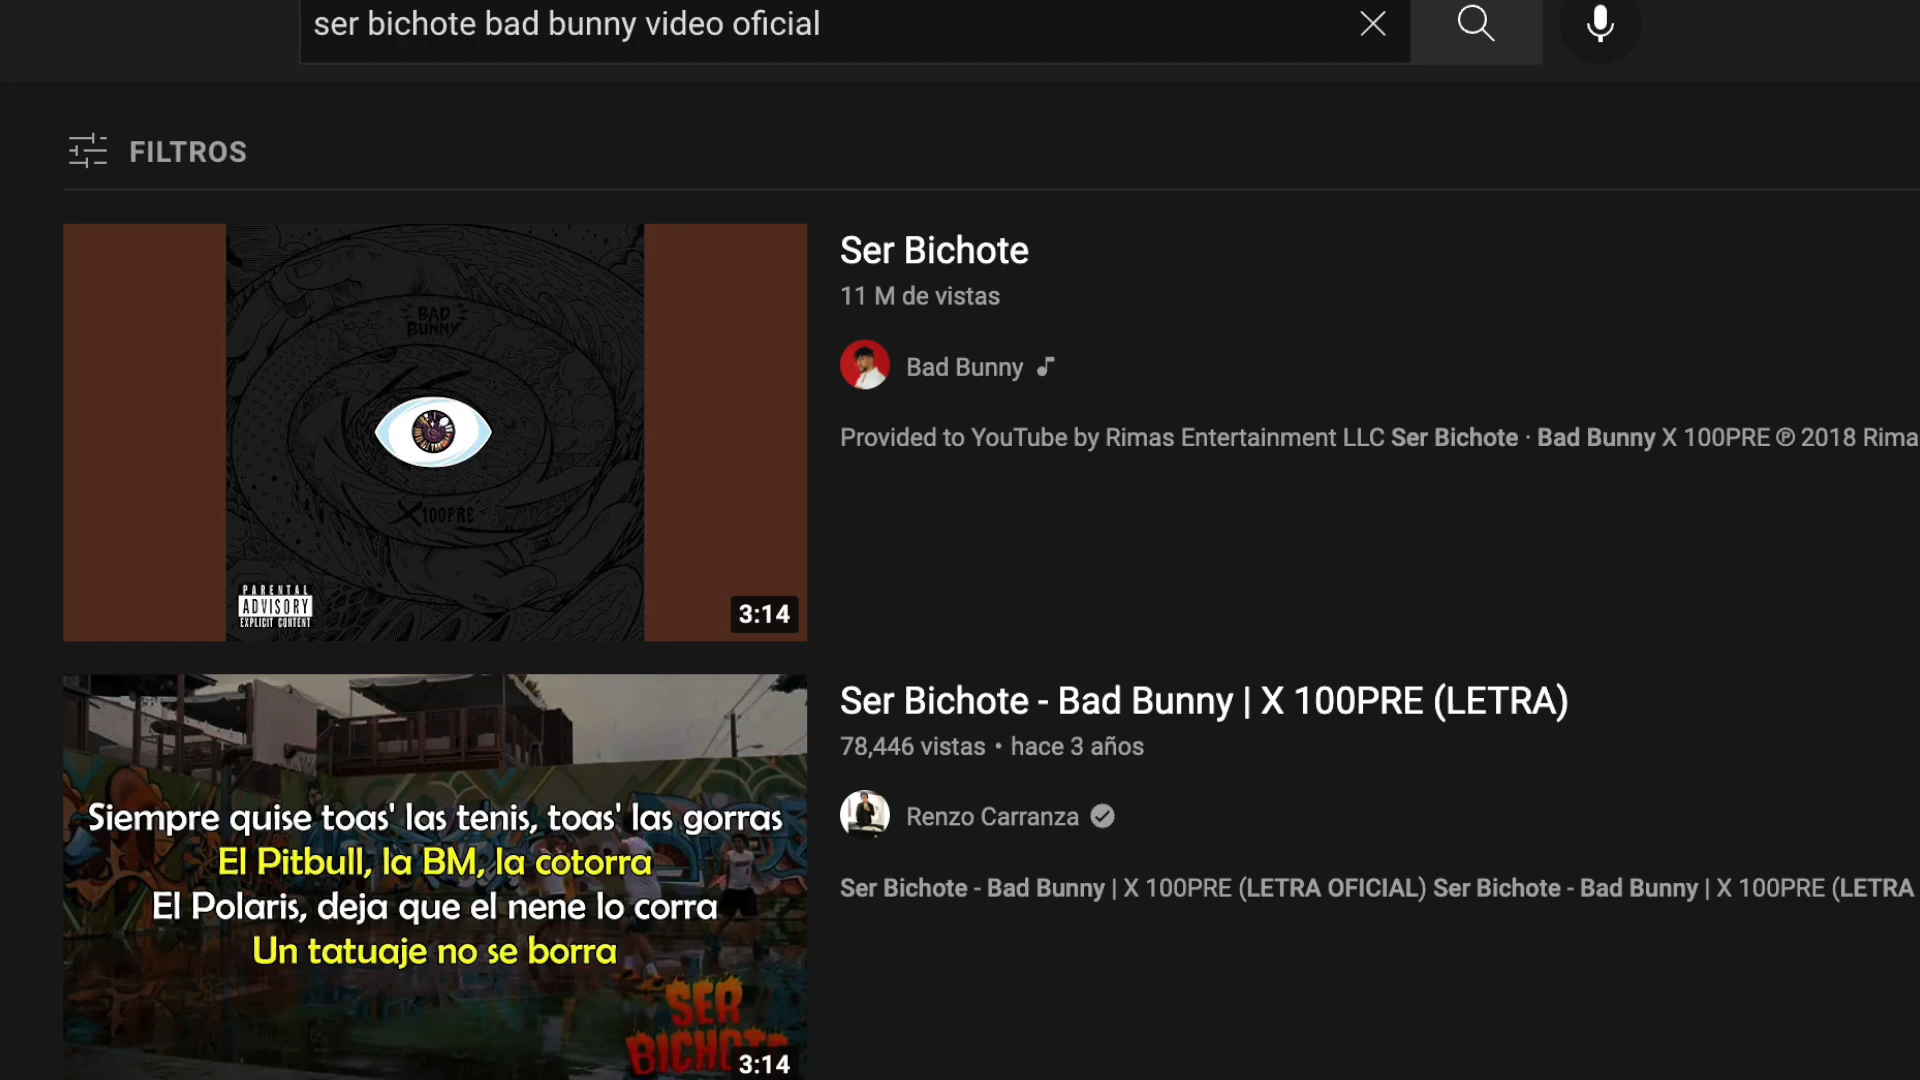 ser bichote bad bunny video oficial
FILTROS
BAD
BUNNY
X100PRE
PARENTAL
ADVISORY
EXPLICIT CONTENT
3:14
Ser Bichote
11 M de vistas
Bad Bunny
Provided to YouTube by Rimas Entertainment LLC Ser Bichote · Bad Bunny X 100PRE ℗ 2018 Rima
Siempre quise toas' las tenis, toas' las gorras
El Pitbull, la BM, la cotorra
El Polaris, deja que el nene lo corra
Un tatuaje no se borra
SER
BICHOTE
3:14
Ser Bichote - Bad Bunny | X 100PRE (LETRA)
78,446 vistas • hace 3 años
Renzo Carranza
Ser Bichote - Bad Bunny | X 100PRE (LETRA OFICIAL) Ser Bichote - Bad Bunny | X 100PRE (LETRA